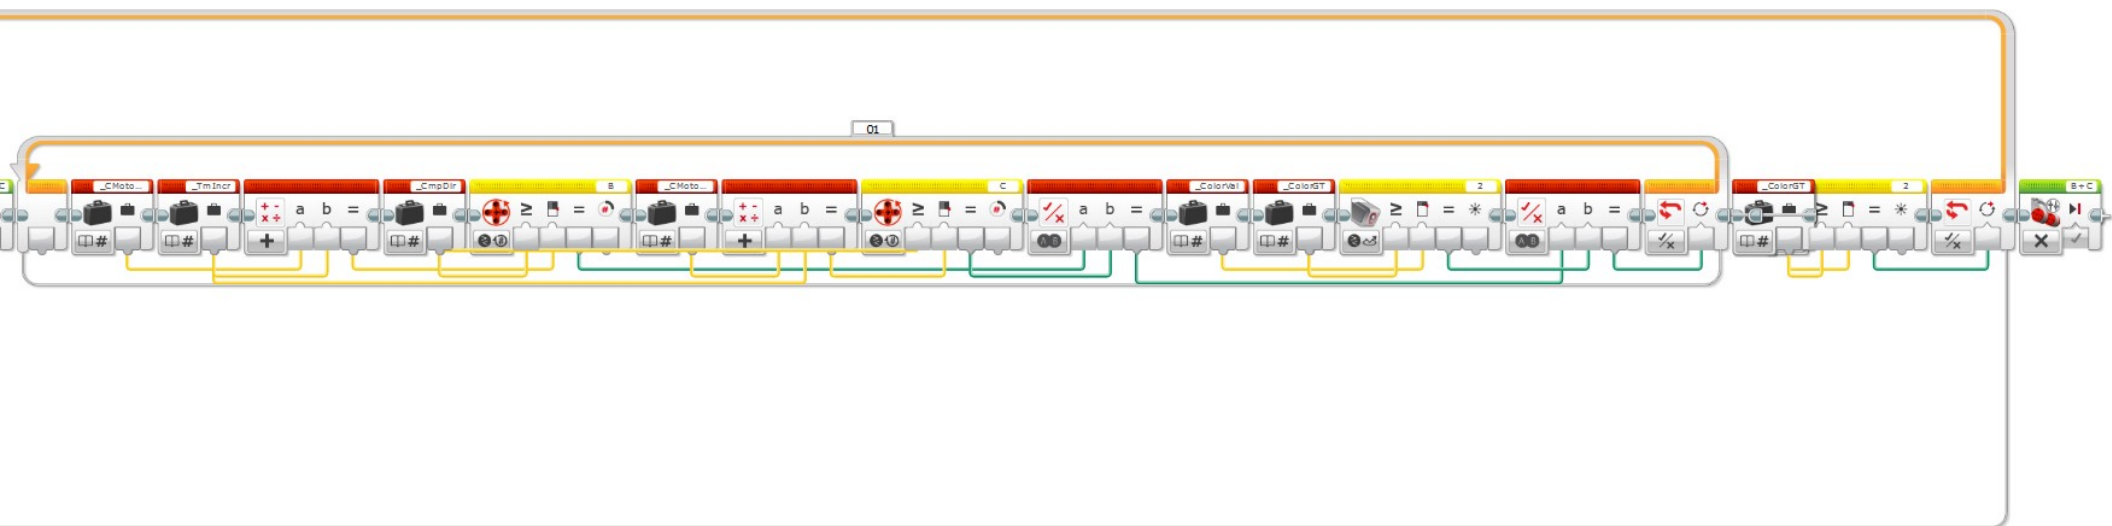 01
C _CMoto... _TmIncr _CmpDir B _CMoto... C _ColorVal _ColorGT 2 _ColorGT 2 B+C
+ - x ÷ a b = ≥ = + - x ÷ a b = ≥ = a b = ≥ = a b = ≥ =
# # + # # + A B # # A B #